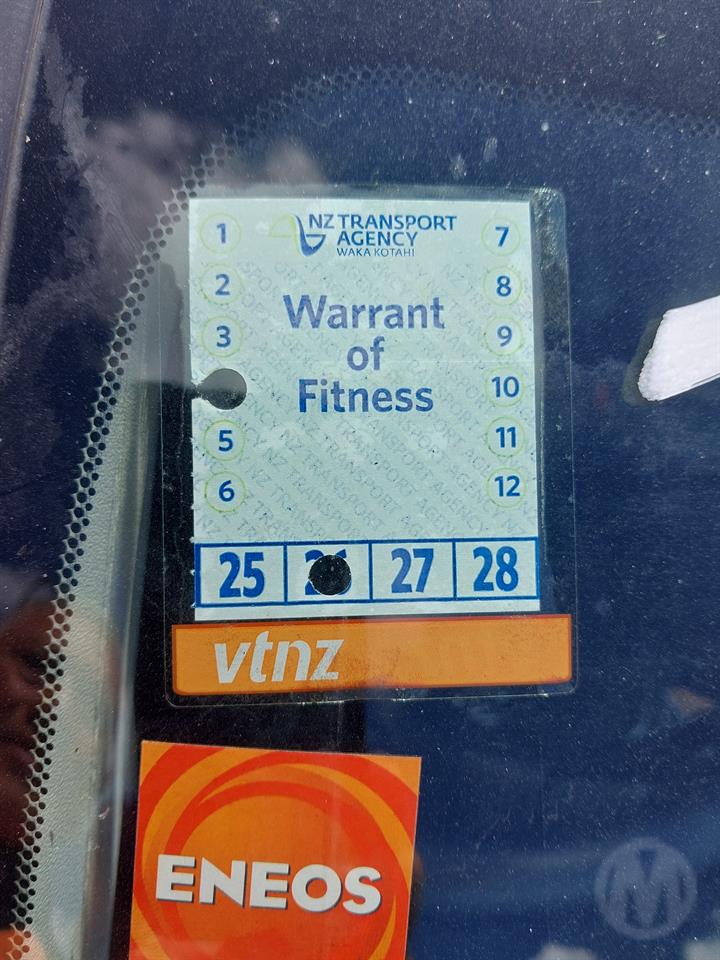 NZ TRANSPORT
AGENCY
WAKA KOTAHI
1
7
2
8
Warrant
of
Fitness
3
9
10
5
11
6
12
25
27
28
vtnz
ENEOS
M